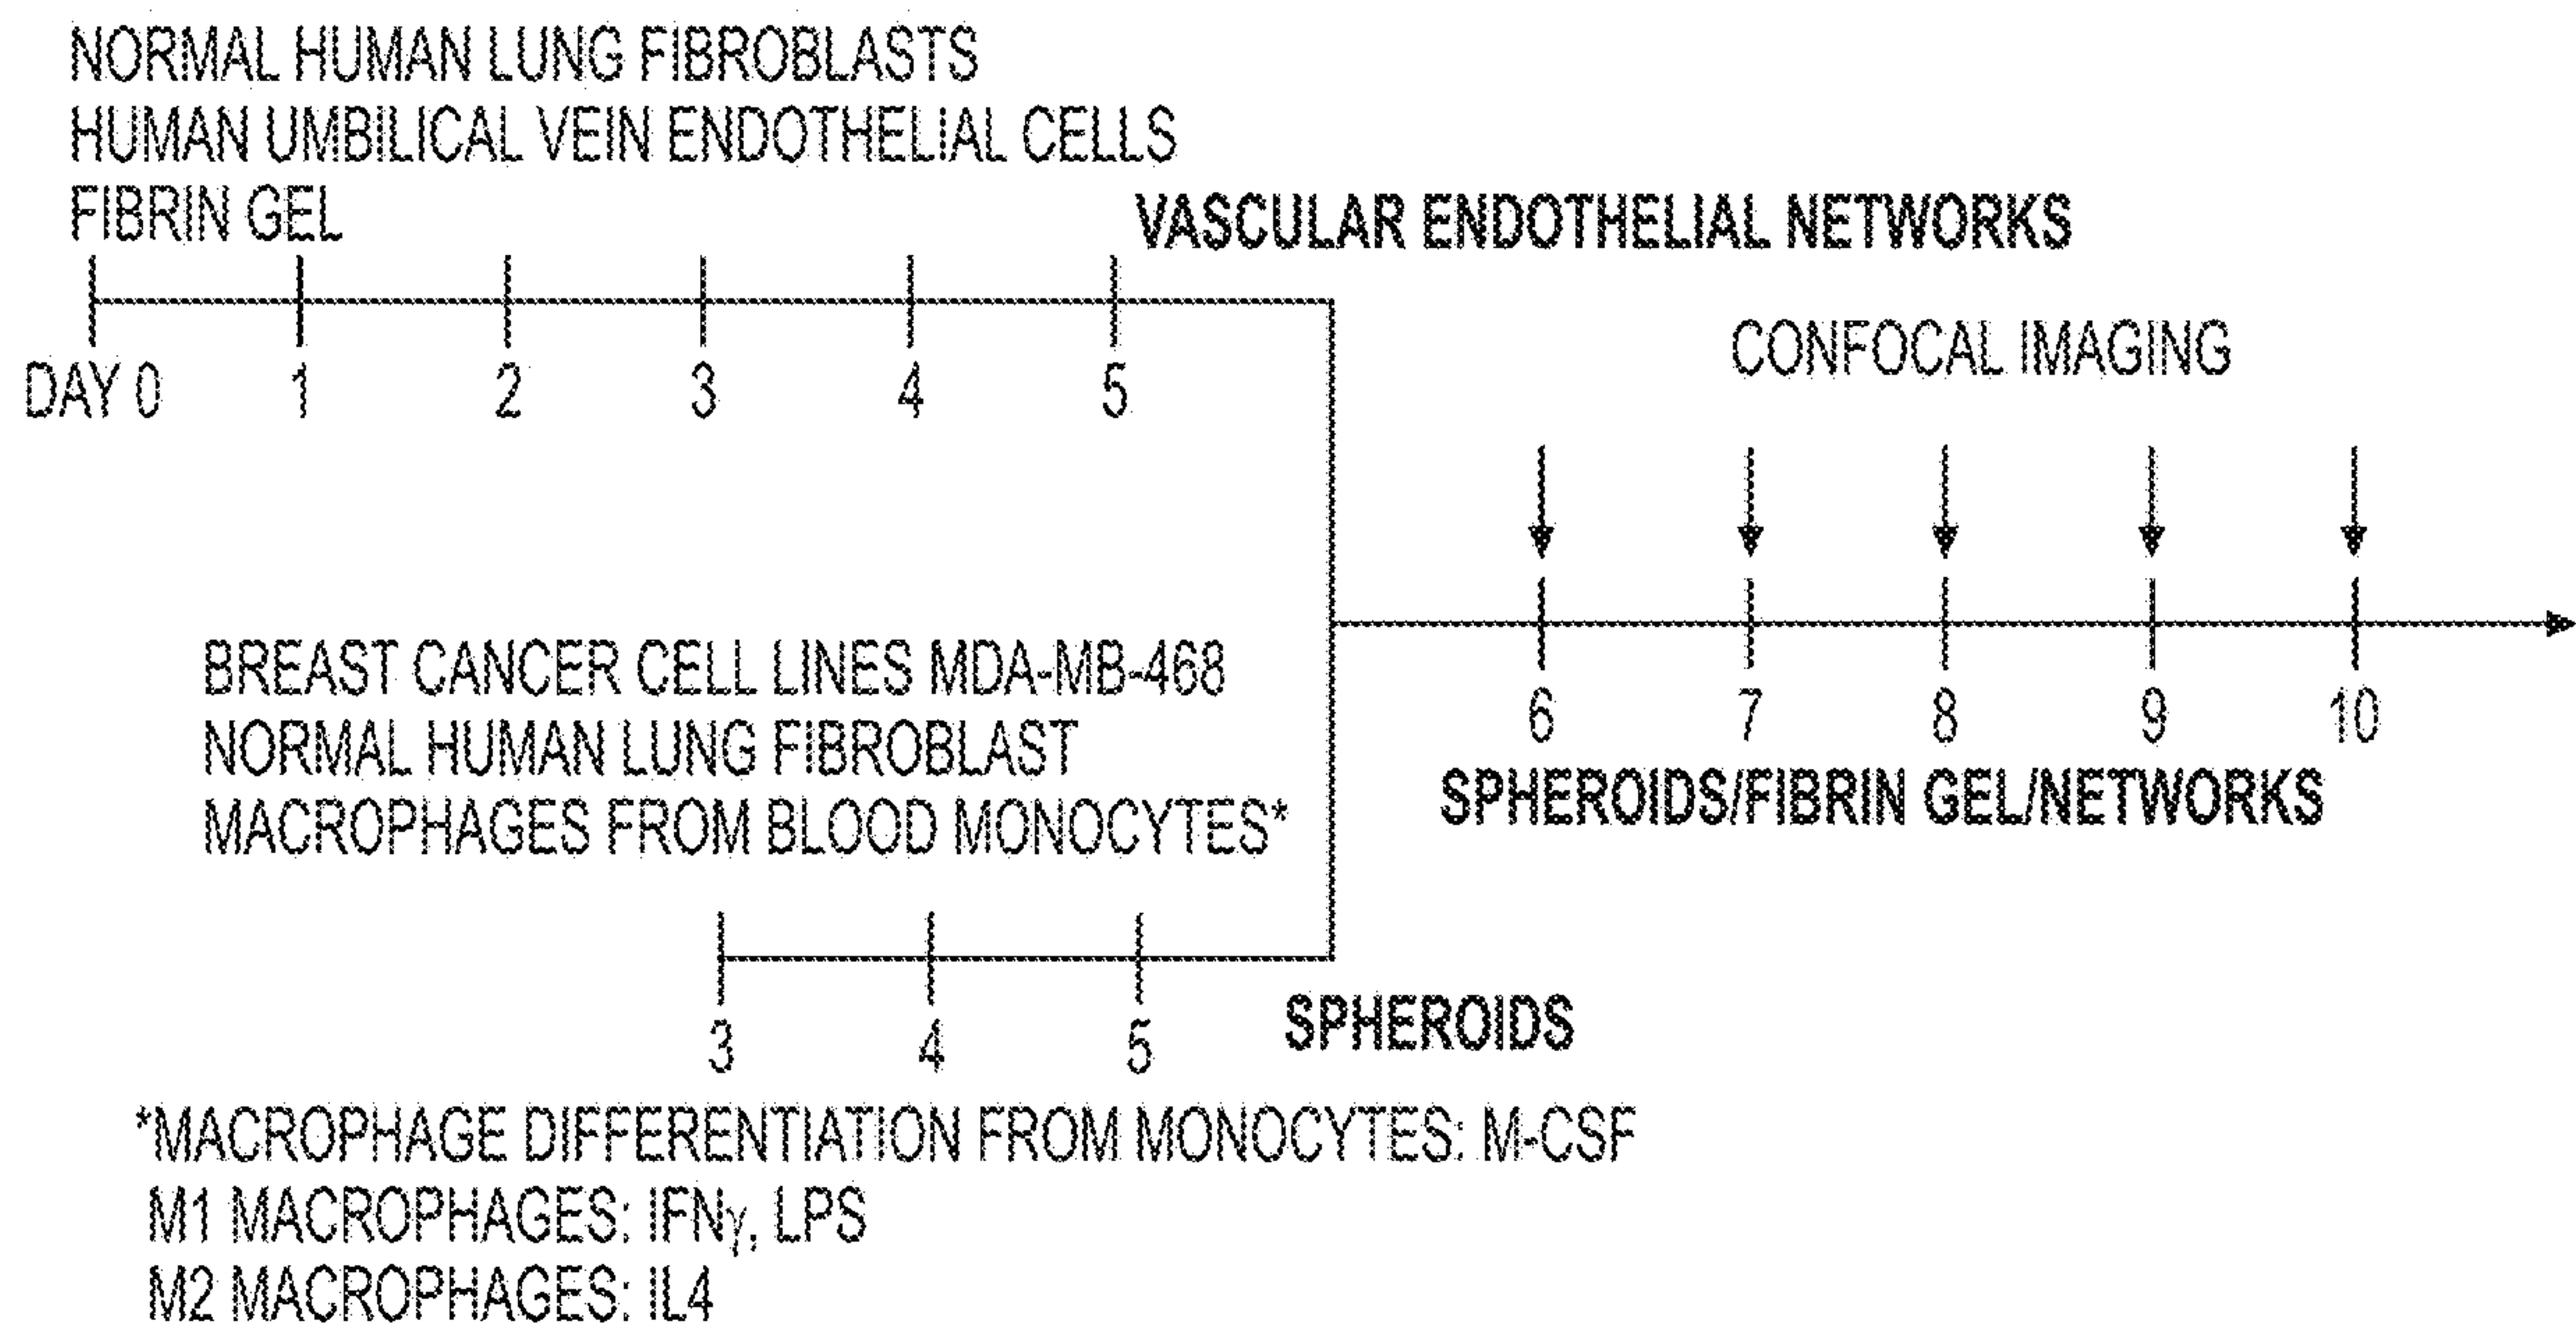 NORMAL HUMAN LUNG FIBROBLASTS
HUMAN UMBILICAL VEIN ENDOTHELIAL CELLS
FIBRIN GEL
VASCULAR ENDOTHELIAL NETWORKS
DAY 0 1 2 3 4 5
CONFOCAL IMAGING
6 7 8 9 10
SPHEROIDS/FIBRIN GEL/NETWORKS
BREAST CANCER CELL LINES MDA-MB-468
NORMAL HUMAN LUNG FIBROBLAST
MACROPHAGES FROM BLOOD MONOCYTES*
3 4 5
SPHEROIDS
*MACROPHAGE DIFFERENTIATION FROM MONOCYTES: M-CSF
M1 MACROPHAGES: IFNγ, LPS
M2 MACROPHAGES: IL4